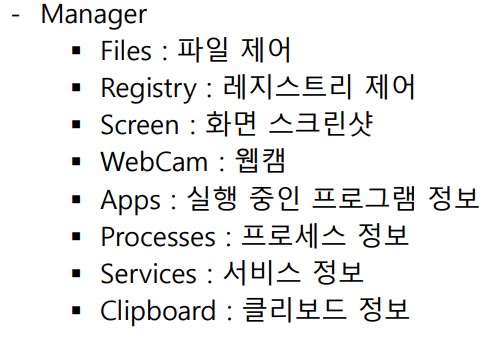 - Manager
▪ Files : 파일 제어
▪ Registry : 레지스트리 제어
▪ Screen : 화면 스크린샷
▪ WebCam : 웹캠
▪ Apps : 실행 중인 프로그램 정보
▪ Processes : 프로세스 정보
▪ Services : 서비스 정보
▪ Clipboard : 클리보드 정보